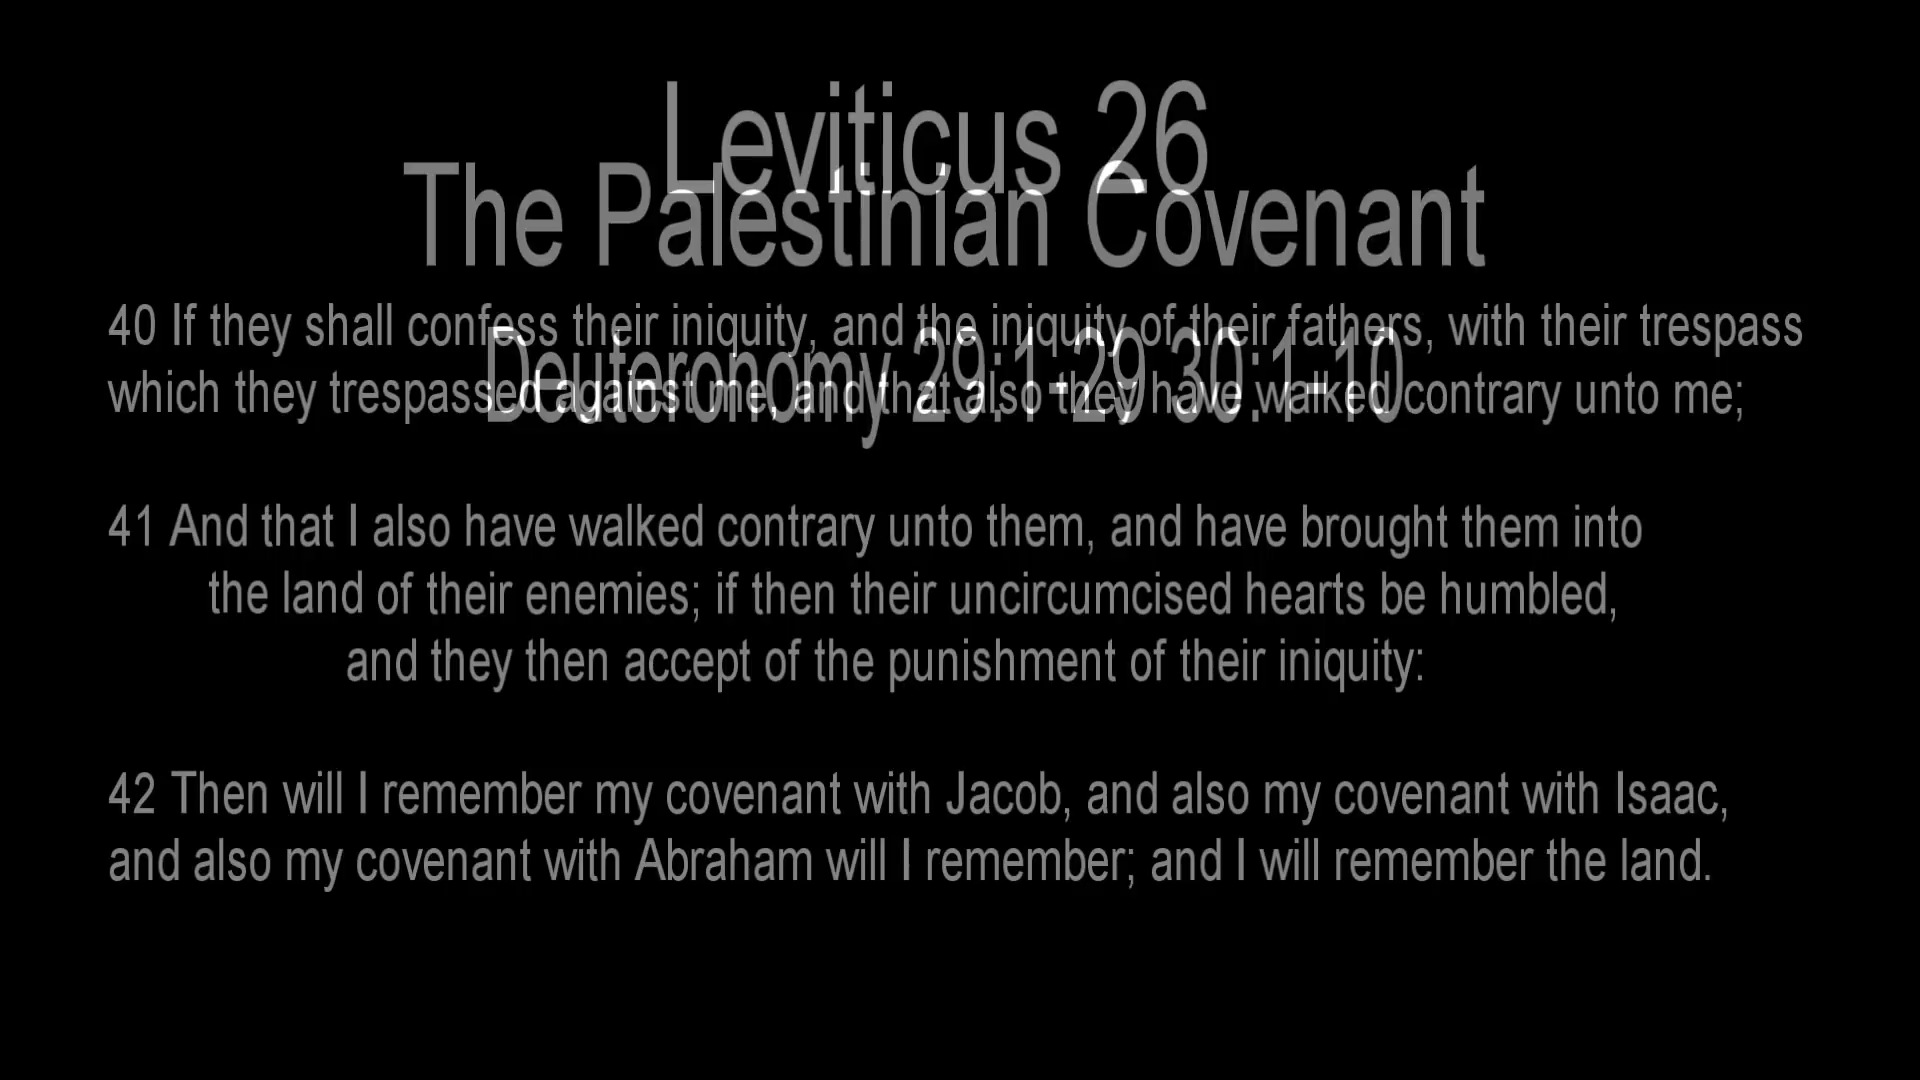 Leviticus 26
The Palestinian Covenant
40 If they shall confess their iniquity, and the iniquity of their fathers, with their trespass
Deuteronomy 29:1-29 30:1-10
which they trespassed against me, and that also they have walked contrary unto me;
41 And that I also have walked contrary unto them, and have brought them into
the land of their enemies; if then their uncircumcised hearts be humbled,
and they then accept of the punishment of their iniquity:
42 Then will I remember my covenant with Jacob, and also my covenant with Isaac,
and also my covenant with Abraham will I remember; and I will remember the land.